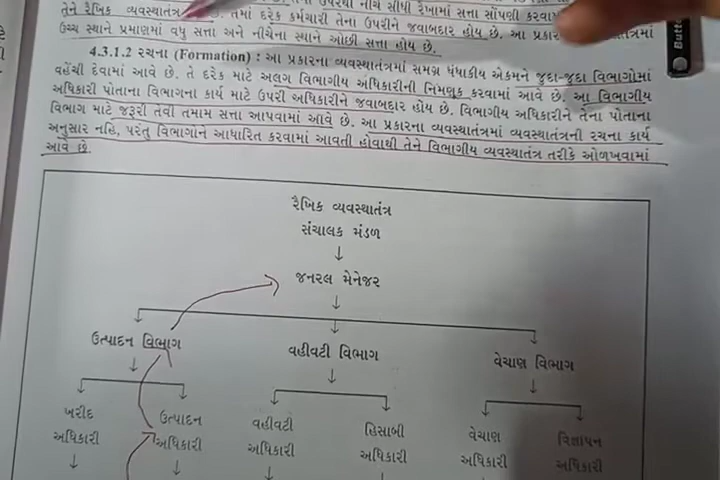 તેને રૈખિક વ્યવસ્થાતંત્ર તેમાં દરેક કર્મચારી તેના ઉપરીને જવાબદાર હોય છે. આ
ઉચ્ચ સ્થાને પ્રમાણમાં વધુ સત્તા અને નીચેના સ્થાને ઓછી સત્તા હોય છે.
4.3.1.2 રચના (Formation) : આ પ્રકારના વ્યવસ્થાતંત્રમાં સમગ્ર ધંધાકીય એકમને જુદા-જુદા વિભાગોમાં
વહેંચી દેવામાં આવે છે. તે દરેક માટે અલગ વિભાગીય અધિકારીની નિમણૂક કરવામાં આવે છે. આ વિભાગીય
અધિકારી પોતાના વિભાગના કાર્ય માટે ઉપરી અધિકારીને જવાબદાર હોય છે. વિભાગીય અધિકારીને તેના પોતાના
વિભાગ માટે જરૂરી તેવી તમામ સત્તા આપવામાં આવે છે. આ પ્રકારના વ્યવસ્થાતંત્રમાં વ્યવસ્થાતંત્રની રચના કાર્ય
અનુસાર નહિ, પરંતુ વિભાગોને આધારિત કરવામાં આવતી હોવાથી તેને વિભાગીય વ્યવસ્થાતંત્ર તરીકે ઓળખવામાં
આવે છે.
રૈખિક વ્યવસ્થાતંત્ર
સંચાલક મંડળ
જનરલ મેનેજર
ઉત્પાદન વિભાગ વહીવટી વિભાગ વેચાણ વિભાગ
ખરીદ ઉત્પાદન વહીવટી હિસાબી વેચાણ વિજ્ઞાપન
અધિકારી અધિકારી અધિકારી અધિકારી અધિકારી અધિકારી